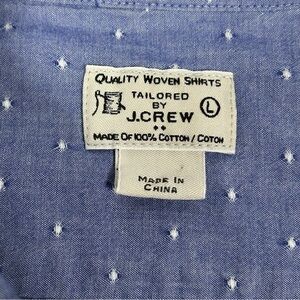 QUALITY WOVEN SHIRTS
TAILORED
BY
L
J.CREW
MADE OF 100% COTTON / COTON
MADE IN
CHINA